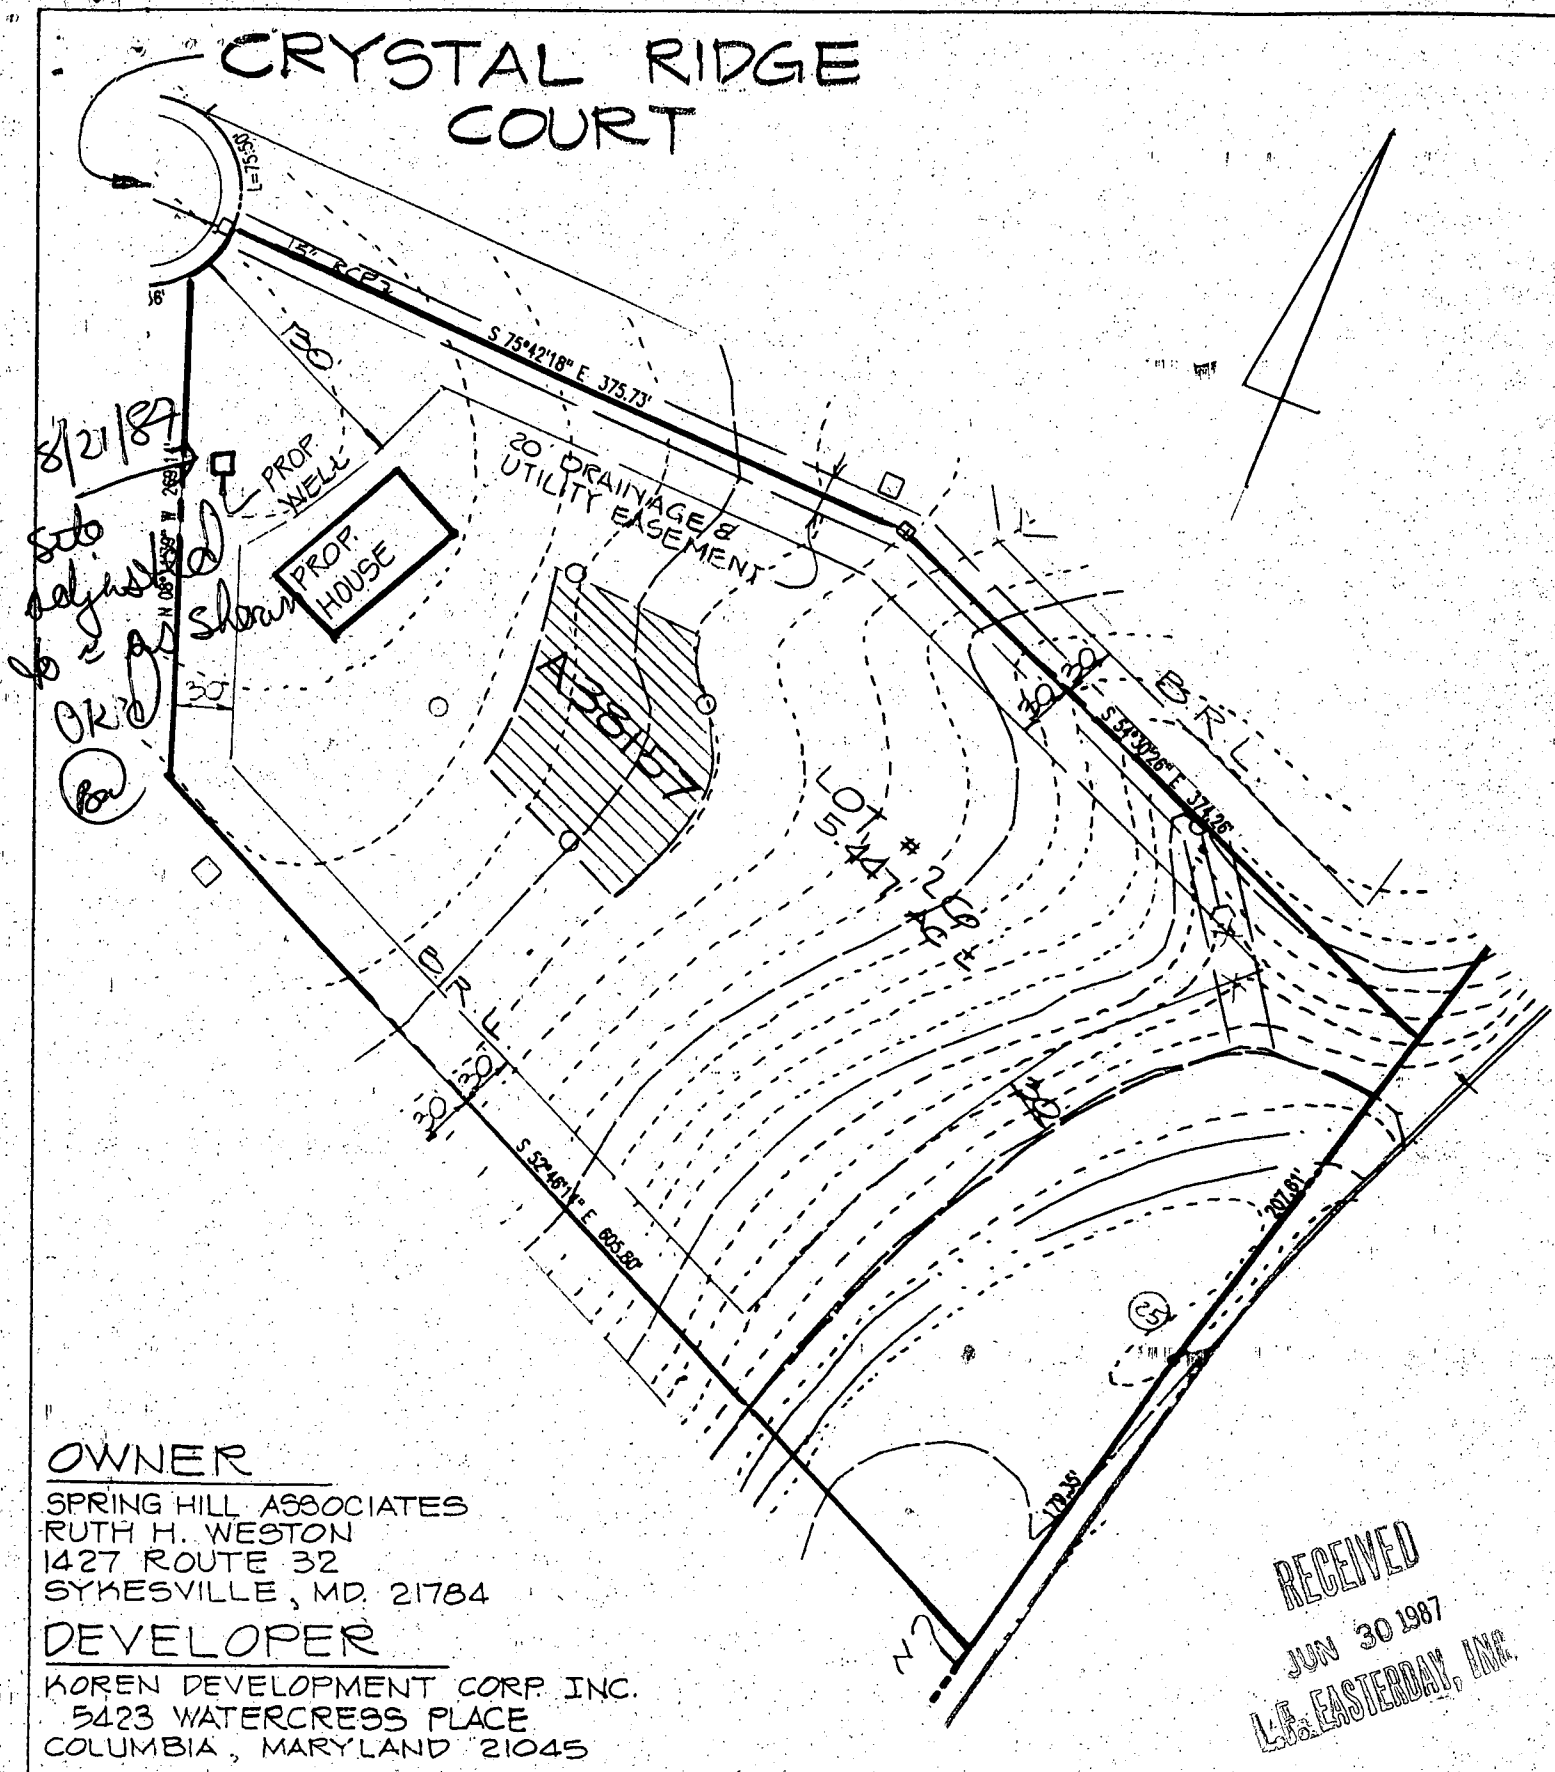 CRYSTAL RIDGE
COURT
L=75.50'
15" RCP
130'
S 75°42'18" E 375.73'
8/21/87
Site
adjusted
to ~ as shown
OK'd
PROP.
WELL
PROP.
HOUSE
20' DRAINAGE &
UTILITY EASEMENT
30'
A38157
30
30
B.R.L.
S 54°30'26" E 374.26'
LOT # 26
5.447 AC ±
B.R.L.
30
30
S 52°46'14" E 605.80'
207.61'
25
179.35'
OWNER
SPRING HILL ASSOCIATES
RUTH H. WESTON
1427 ROUTE 32
SYKESVILLE, MD. 21784
DEVELOPER
KOREN DEVELOPMENT CORP. INC.
5423 WATERCRESS PLACE
COLUMBIA, MARYLAND 21045
RECEIVED
JUN 30 1987
L.F. EASTERDAY, INC.